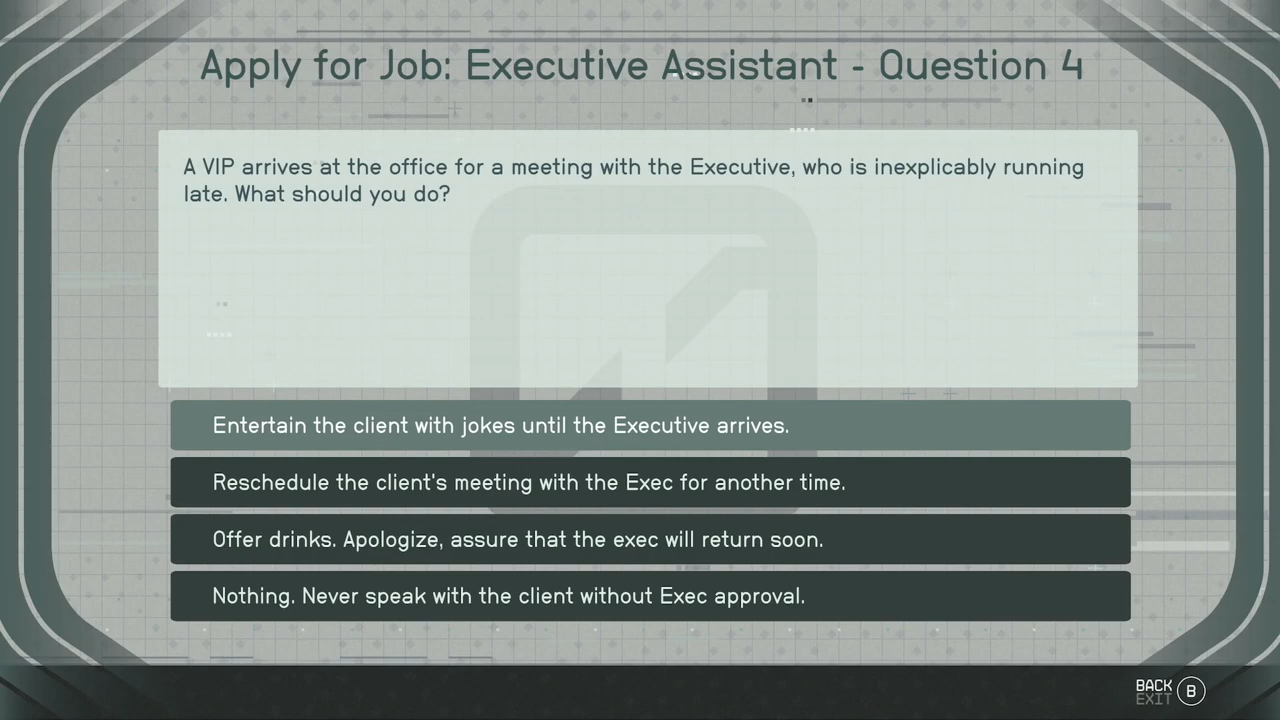 Apply for Job: Executive Assistant - Question 4
A VIP arrives at the office for a meeting with the Executive, who is inexplicably running
late. What should you do?
Entertain the client with jokes until the Executive arrives.
Reschedule the client's meeting with the Exec for another time.
Offer drinks. Apologize, assure that the exec will return soon.
Nothing. Never speak with the client without Exec approval.
BACK
EXIT
B